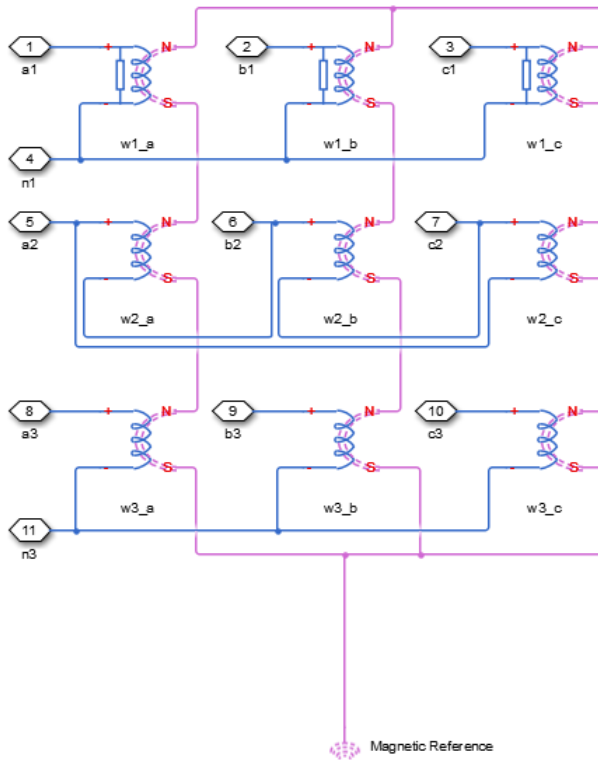 1 + N 2 + N 3 + N
a1 b1 c1
- S - S - S
w1_a w1_b w1_c
4
n1
5 + N 6 + N 7 + N
a2 b2 c2
- S - S - S
w2_a w2_b w2_c
8 + N 9 + N 10 + N
a3 b3 c3
- S - S - S
w3_a w3_b w3_c
11
n3
Magnetic Reference